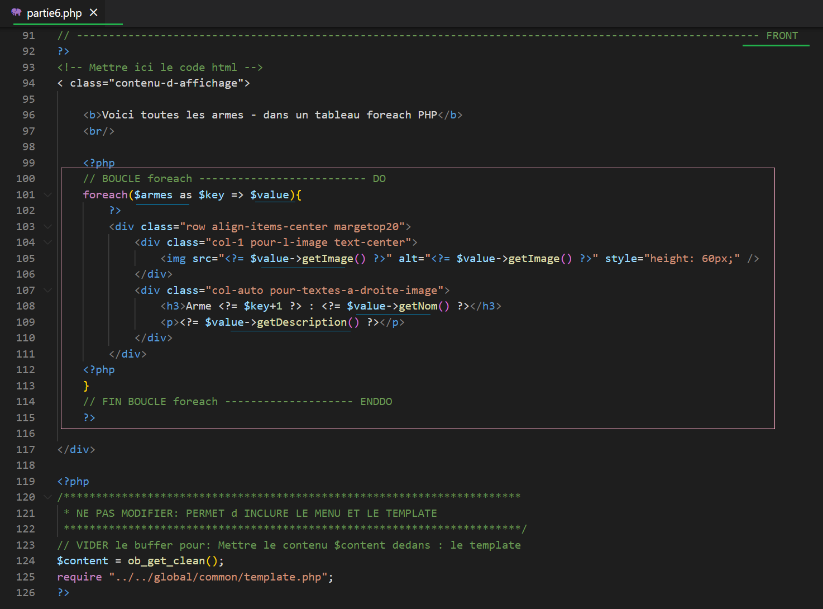 partie6.php ×
91 // ---------------------------------------------------------------------------------------------------------- FRONT
92 ?>
93 <!-- Mettre ici le code html -->
94 < class="contenu-d-affichage">
95
96 <b>Voici toutes les armes - dans un tableau foreach PHP</b>
97 <br/>
98
99 <?php
100 // BOUCLE foreach -------------------------- DO
101 foreach($armes as $key => $value){
102 ?>
103 <div class="row align-items-center margetop20">
104 <div class="col-1 pour-l-image text-center">
105 <img src="<?= $value->getImage() ?>" alt="<?= $value->getImage() ?>" style="height: 60px;" />
106 </div>
107 <div class="col-auto pour-textes-a-droite-image">
108 <h3>Arme <?= $key+1 ?> : <?= $value->getNom() ?></h3>
109 <p><?= $value->getDescription() ?></p>
110 </div>
111 </div>
112 <?php
113 }
114 // FIN BOUCLE foreach -------------------- ENDDO
115 ?>
116
117 </div>
118
119 <?php
120 /***********************************************************************
121 * NE PAS MODIFIER: PERMET d INCLURE LE MENU ET LE TEMPLATE
122 ***********************************************************************/
123 // VIDER le buffer pour: Mettre le contenu $content dedans : le template
124 $content = ob_get_clean();
125 require "../../global/common/template.php";
126 ?>